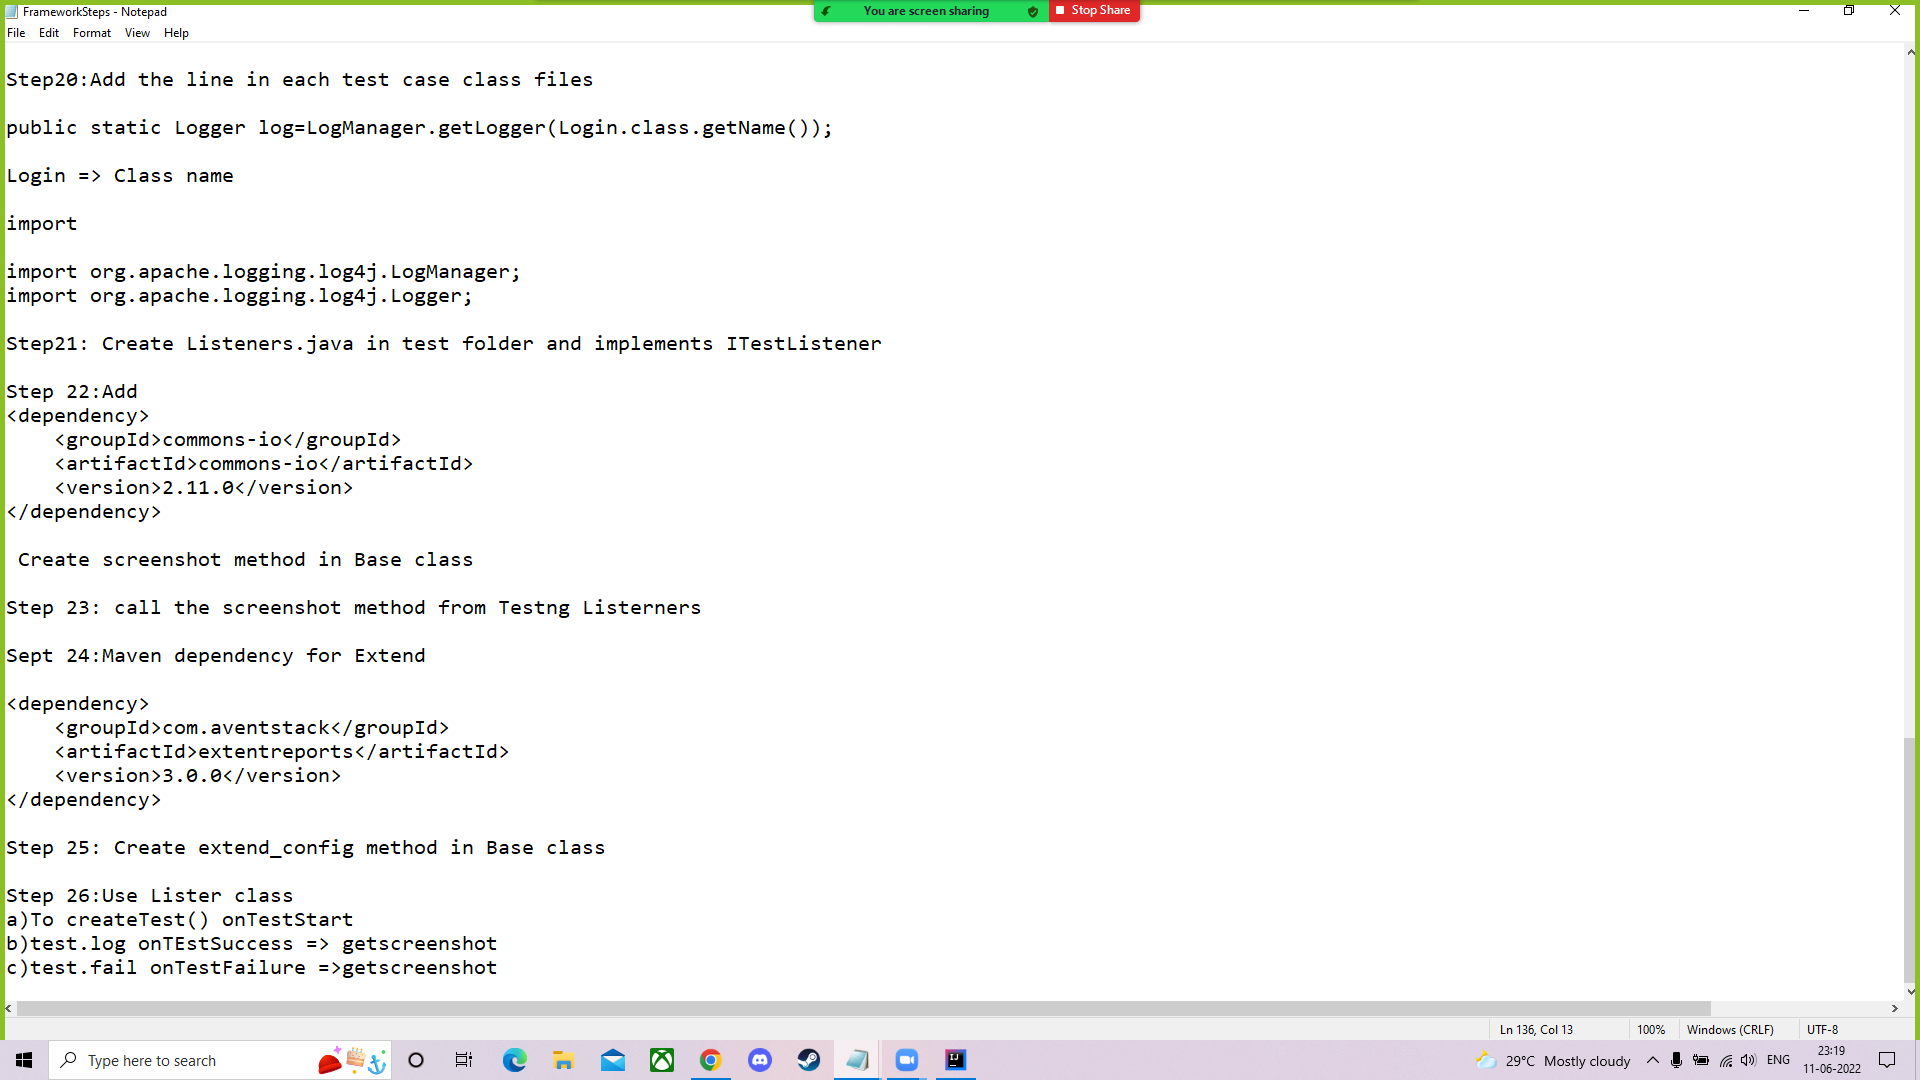 FrameworkSteps - Notepad
You are screen sharing
Stop Share
File Edit Format View Help
Step20:Add the line in each test case class files
public static Logger log=LogManager.getLogger(Login.class.getName());
Login => Class name
import
import org.apache.logging.log4j.LogManager;
import org.apache.logging.log4j.Logger;
Step21: Create Listeners.java in test folder and implements ITestListener
Step 22:Add
<dependency>
    <groupId>commons-io</groupId>
    <artifactId>commons-io</artifactId>
    <version>2.11.0</version>
</dependency>
 Create screenshot method in Base class
Step 23: call the screenshot method from Testng Listerners
Sept 24:Maven dependency for Extend
<dependency>
    <groupId>com.aventstack</groupId>
    <artifactId>extentreports</artifactId>
    <version>3.0.0</version>
</dependency>
Step 25: Create extend_config method in Base class
Step 26:Use Lister class
a)To createTest() onTestStart
b)test.log onTEstSuccess => getscreenshot
c)test.fail onTestFailure =>getscreenshot
Ln 136, Col 13 100% Windows (CRLF) UTF-8
Type here to search
29°C Mostly cloudy
ENG
23:19
11-06-2022